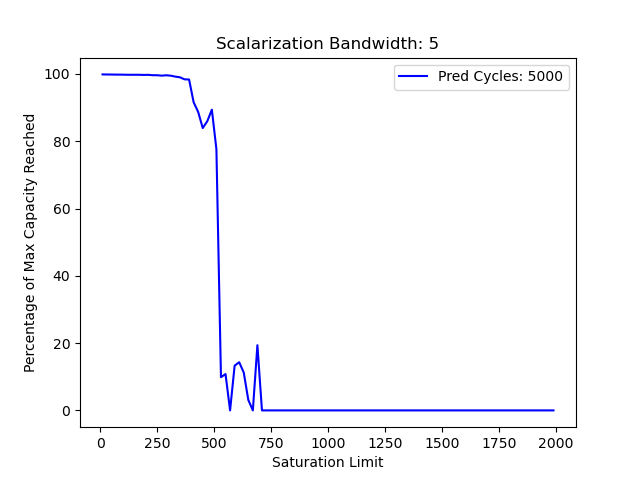 Scalarization Bandwidth: 5
Pred Cycles: 5000
Percentage of Max Capacity Reached
100
80
60
40
20
0
0 250 500 750 1000 1250 1500 1750 2000
Saturation Limit